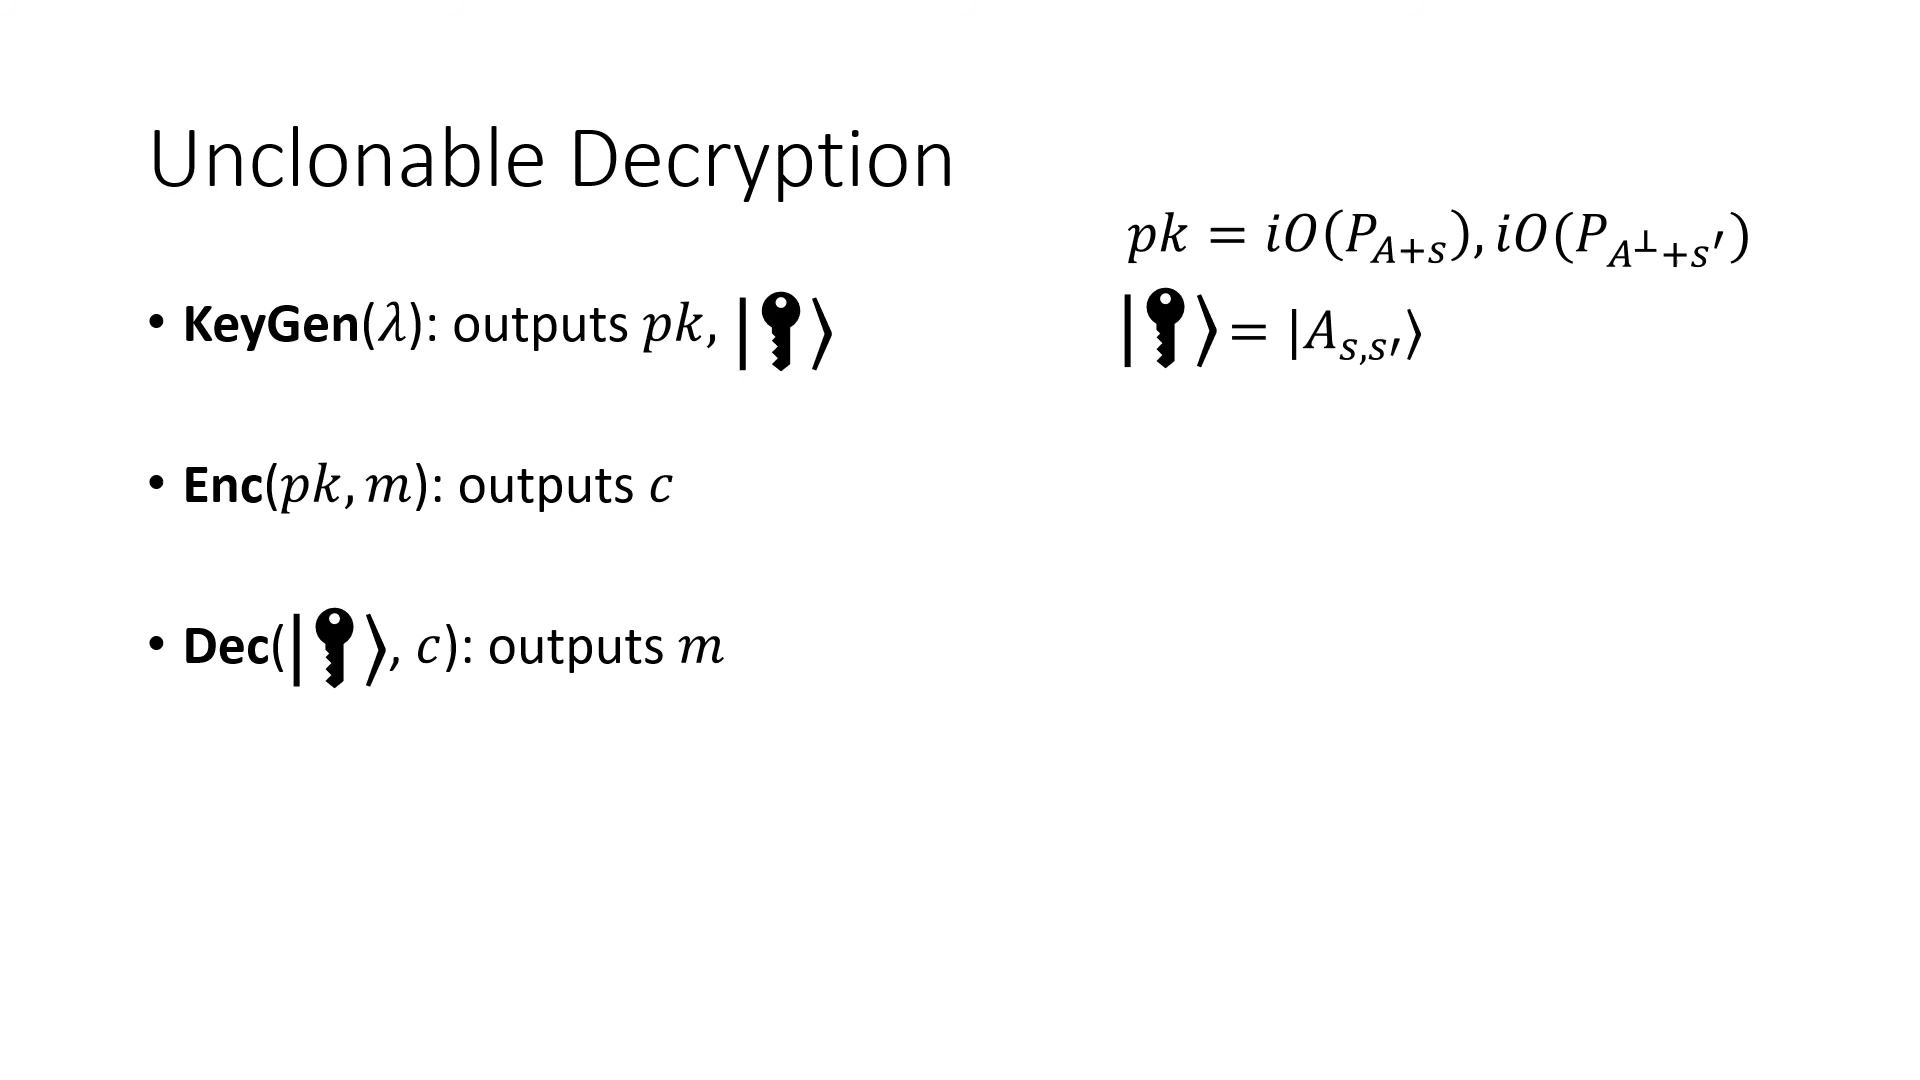 Unclonable Decryption
𝑝𝑘 = 𝑖𝑂(𝑃_{𝐴+𝑠}), 𝑖𝑂(𝑃_{𝐴^⊥+𝑠′})
• KeyGen(𝜆): outputs 𝑝𝑘, | ⟩
| ⟩ = |𝐴_{𝑠,𝑠′}⟩
• Enc(𝑝𝑘, 𝑚): outputs 𝑐
• Dec(| ⟩, 𝑐): outputs 𝑚